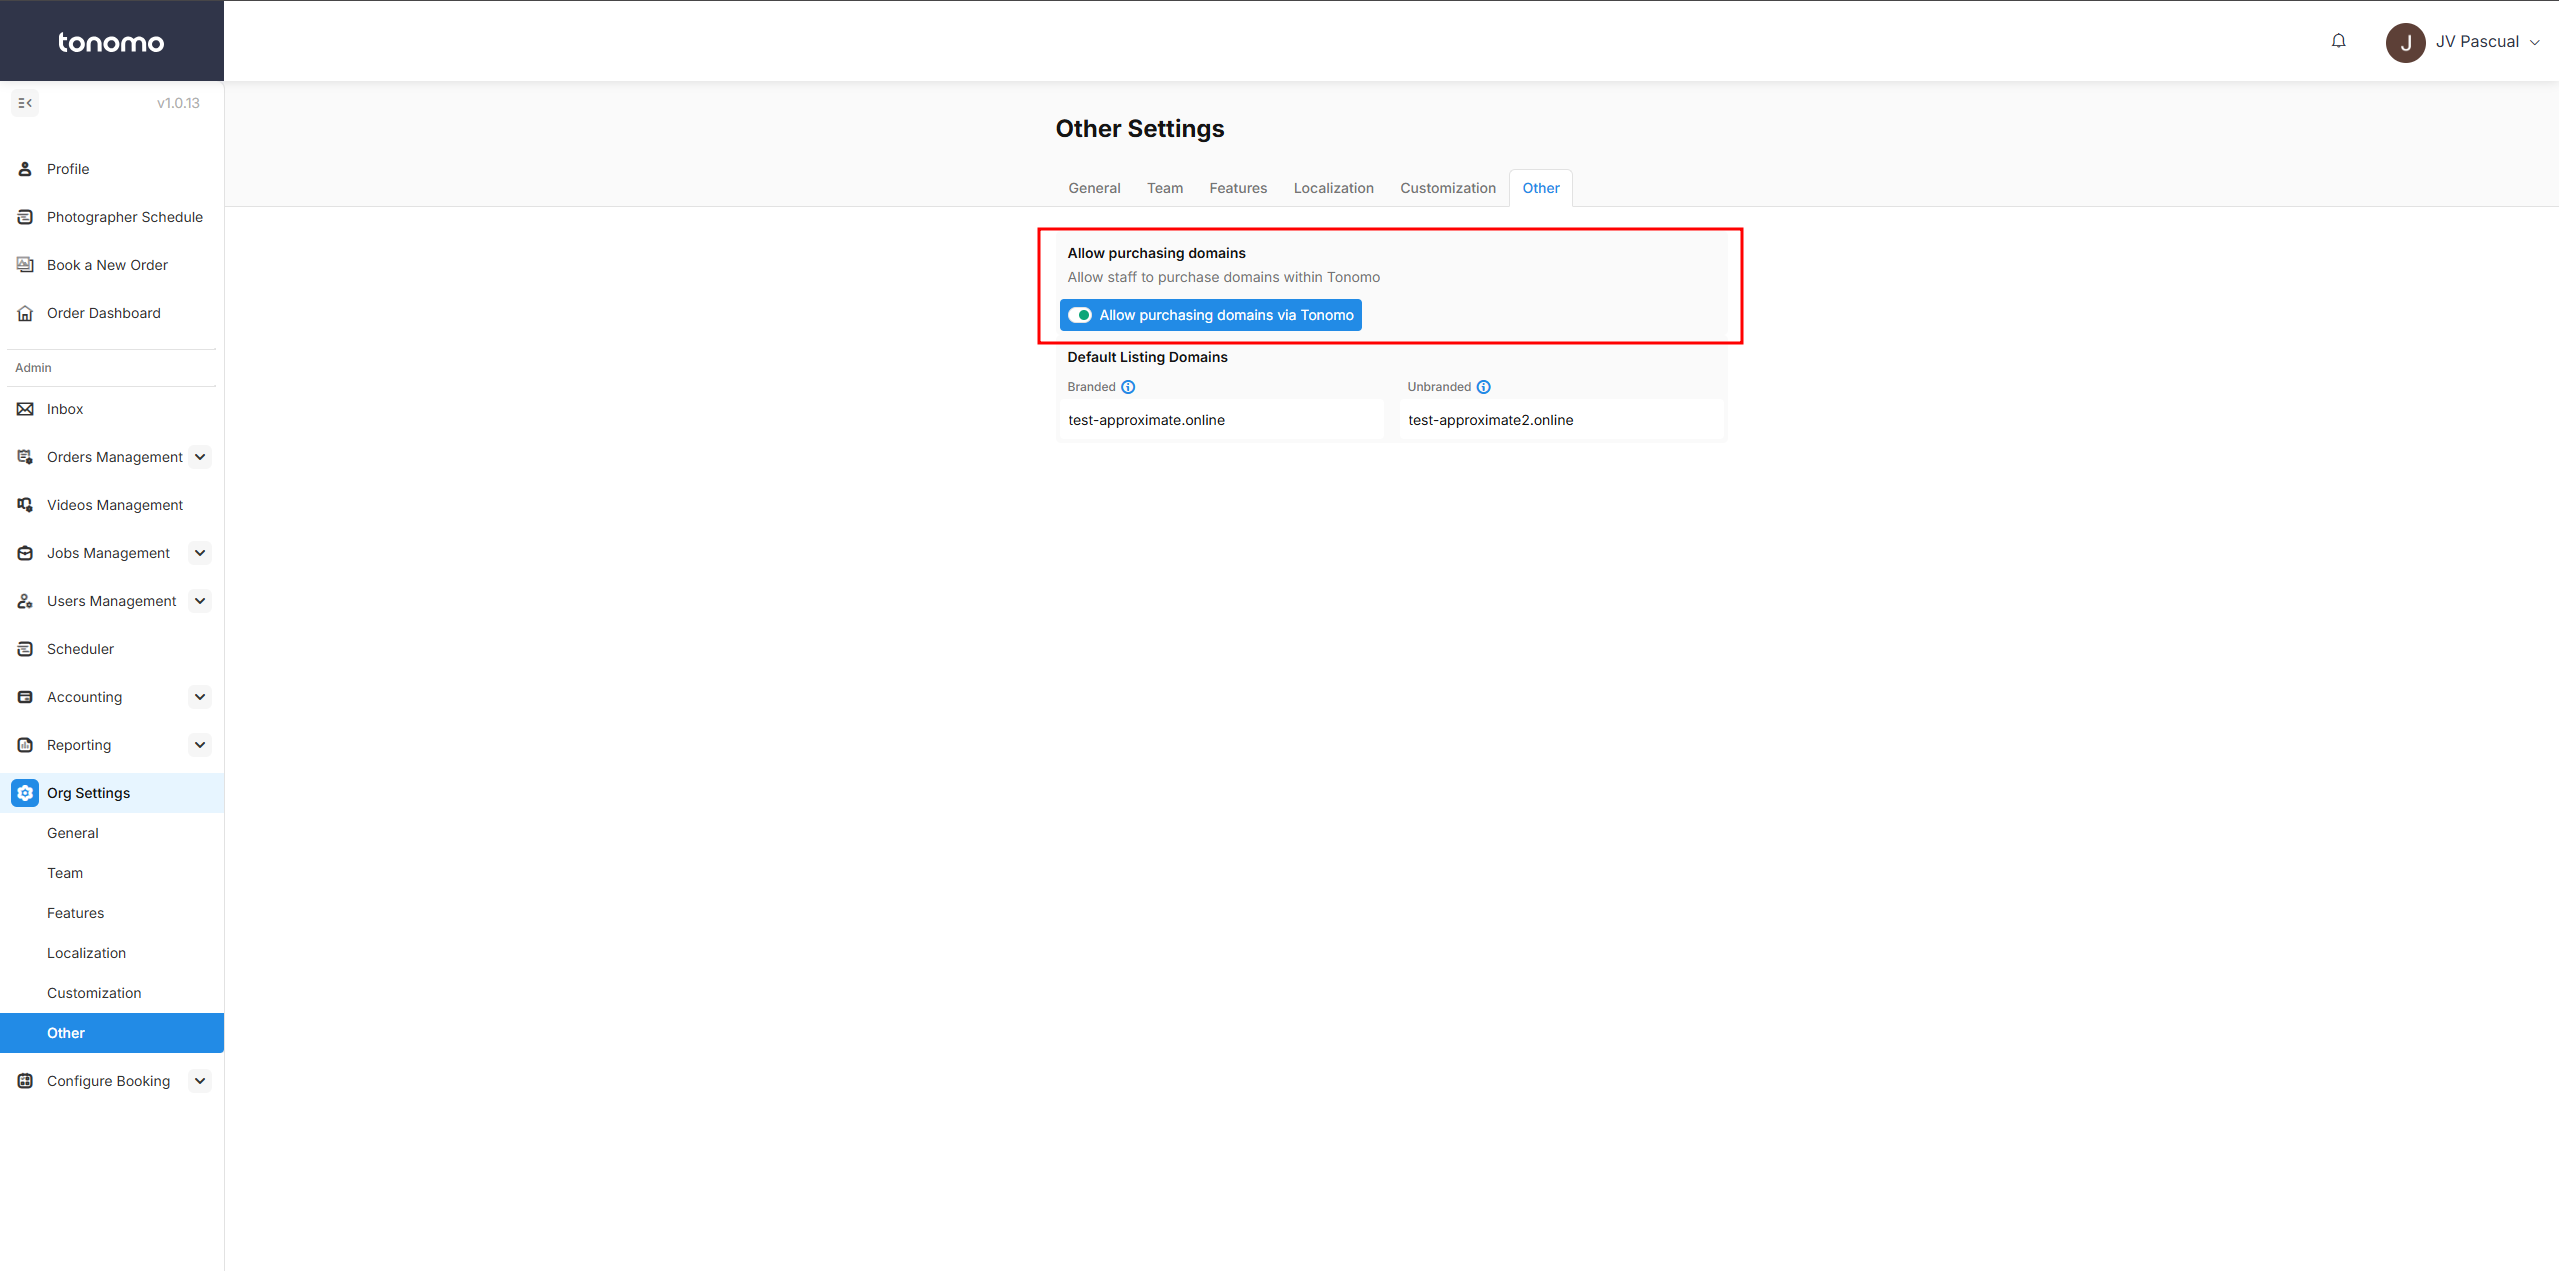 tonomo
J
JV Pascual
v1.0.13
Profile
Photographer Schedule
Book a New Order
Order Dashboard
Admin
Inbox
Orders Management
Videos Management
Jobs Management
Users Management
Scheduler
Accounting
Reporting
Org Settings
General
Team
Features
Localization
Customization
Other
Configure Booking
Other Settings
General Team Features Localization Customization Other
Allow purchasing domains
Allow staff to purchase domains within Tonomo
Allow purchasing domains via Tonomo
Default Listing Domains
Branded Unbranded
test-approximate.online test-approximate2.online